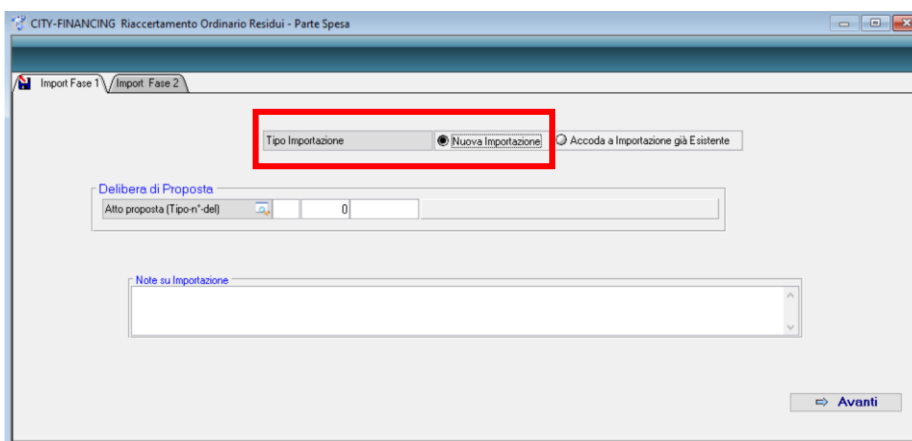 CITY-FINANCING Riaccertamento Ordinario Residui - Parte Spesa
Import Fase 1 Import Fase 2
Tipo Importazione Nuova Importazione Accoda a Importazione già Esistente
Delibera di Proposta
Atto proposta (Tipo-n°-del) 0
Note su Importazione
⇨ Avanti